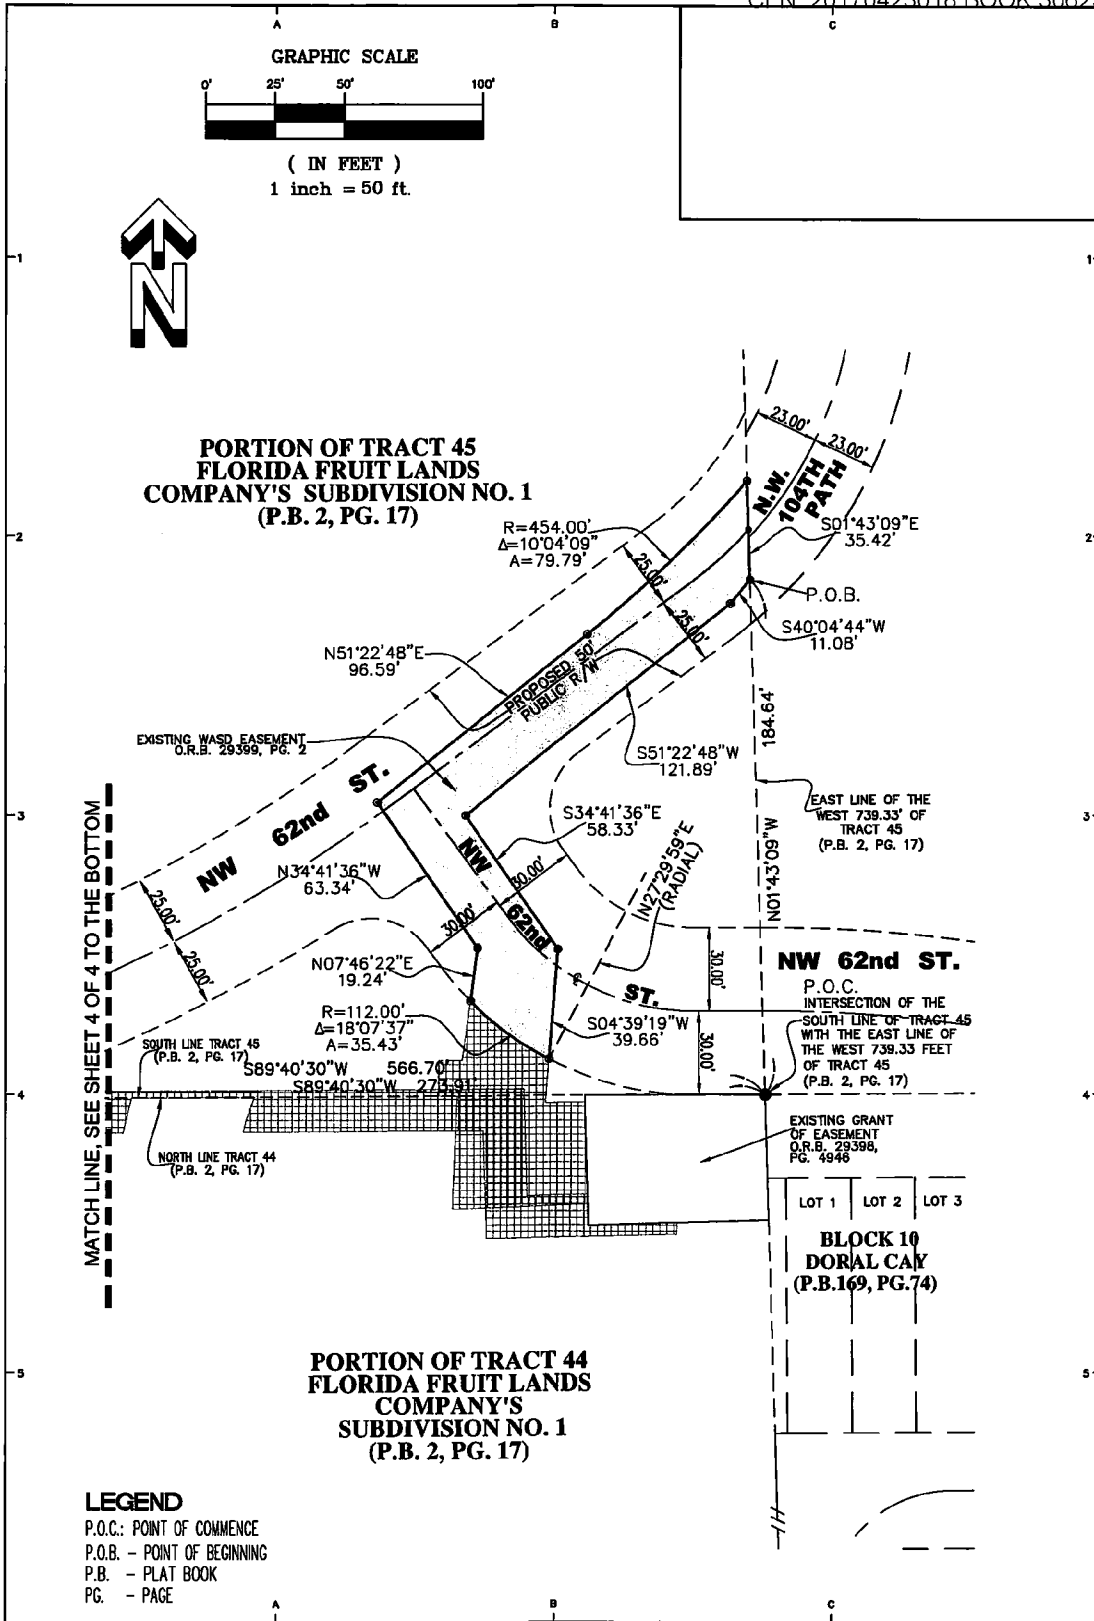 A
B
C
GRAPHIC SCALE
0' 25' 50' 100'
( IN FEET )
1 inch = 50 ft.
N
1
1
PORTION OF TRACT 45
FLORIDA FRUIT LANDS
COMPANY'S SUBDIVISION NO. 1
(P.B. 2, PG. 17)
23.00'
23.00'
N.W.
104TH
PATH
R=454.00'
Δ=10°04'09"
A=79.79'
S01°43'09"E
35.42'
2
2
25.00'
25.00'
P.O.B.
S40°04'44"W
11.08'
N51°22'48"E
96.59'
PROPOSED 50'
PUBLIC R/W
184.64'
EXISTING WASD EASEMENT
O.R.B. 29399, PG. 2
S51°22'48"W
121.89'
EAST LINE OF THE
WEST 739.33' OF
TRACT 45
(P.B. 2, PG. 17)
3
3
NW 62nd ST.
S34°41'36"E
58.33'
N34°41'36"W
63.34'
30.00'
30.00'
N27°29'59"E
(RADIAL)
N01°43'09"W
NW 62nd ST.
25.00'
25.00'
N07°46'22"E
19.24'
30.00'
NW 62nd ST.
P.O.C.
INTERSECTION OF THE
SOUTH LINE OF TRACT 45
WITH THE EAST LINE OF
THE WEST 739.33 FEET
OF TRACT 45
(P.B. 2, PG. 17)
R=112.00'
Δ=18°07'37"
A=35.43'
S04°39'19"W
39.66'
30.00'
SOUTH LINE TRACT 45
(P.B. 2, PG. 17)
S89°40'30"W 566.70'
S89°40'30"W 273.91'
4
4
NORTH LINE TRACT 44
(P.B. 2, PG. 17)
EXISTING GRANT
OF EASEMENT
O.R.B. 29398,
PG. 4946
MATCH LINE, SEE SHEET 4 OF 4 TO THE BOTTOM
LOT 1 LOT 2 LOT 3
BLOCK 10
DORAL CAY
(P.B.169, PG.74)
PORTION OF TRACT 44
FLORIDA FRUIT LANDS
COMPANY'S
SUBDIVISION NO. 1
(P.B. 2, PG. 17)
5
5
LEGEND
P.O.C.: POINT OF COMMENCE
P.O.B. - POINT OF BEGINNING
P.B. - PLAT BOOK
PG. - PAGE
A
B
C